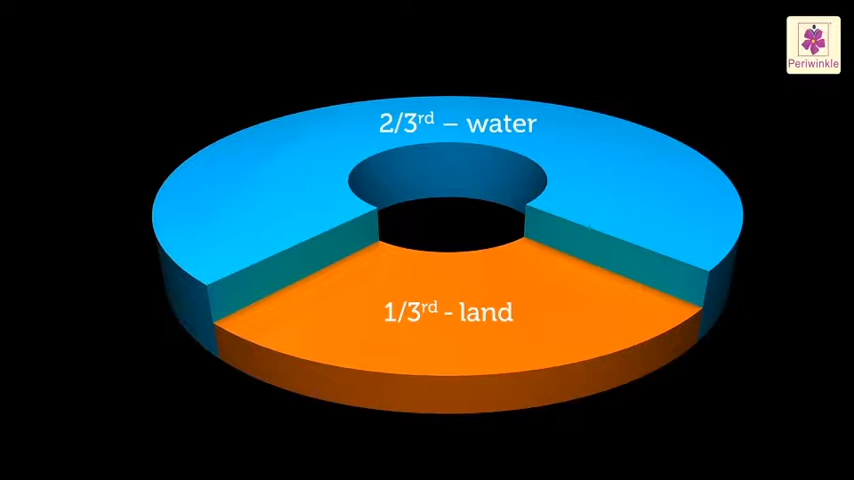 Periwinkle
2/3rd – water
1/3rd - land